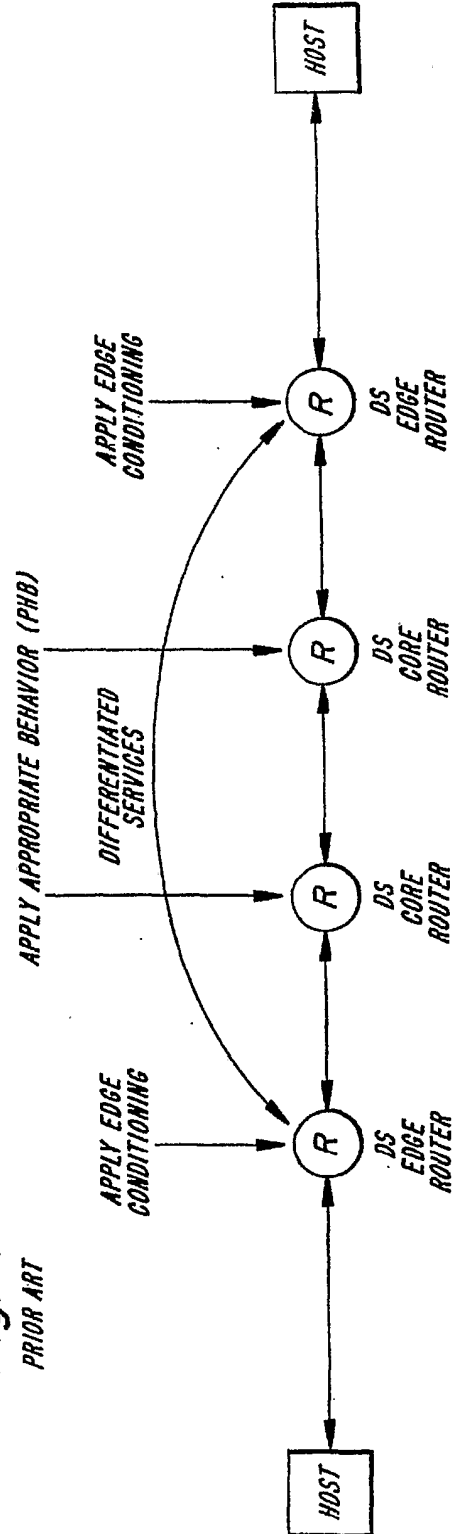 PRIOR ART
APPLY APPROPRIATE BEHAVIOR (PHB)
APPLY EDGE
CONDITIONING
DIFFERENTIATED
SERVICES
APPLY EDGE
CONDITIONING
HOST
R
R
R
R
HOST
DS
EDGE
ROUTER
DS
CORE
ROUTER
DS
CORE
ROUTER
DS
EDGE
ROUTER